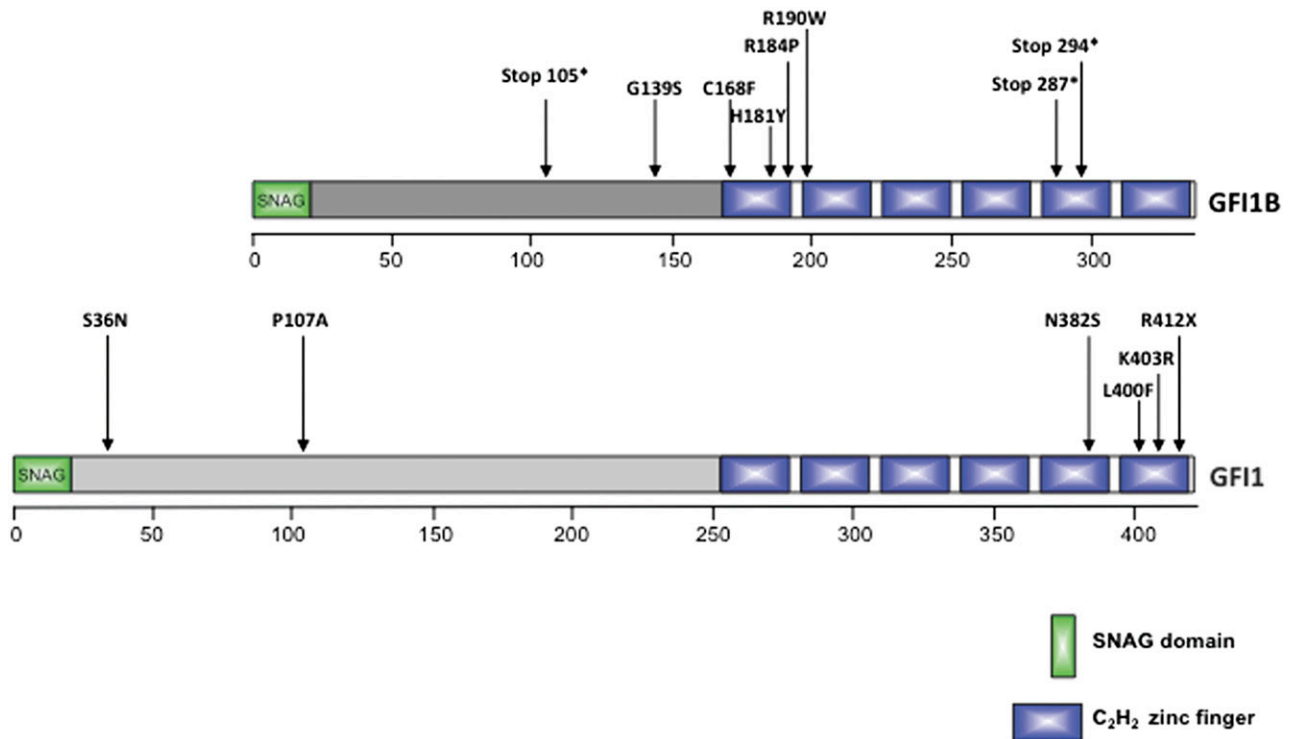 R190W
R184P
Stop 294♦
Stop 105♦
Stop 287*
G139S
C168F
H181Y
SNAG
GFI1B
0 50 100 150 200 250 300
S36N
P107A
N382S
R412X
K403R
L400F
SNAG
GFI1
0 50 100 150 200 250 300 350 400
SNAG domain
C₂H₂ zinc finger